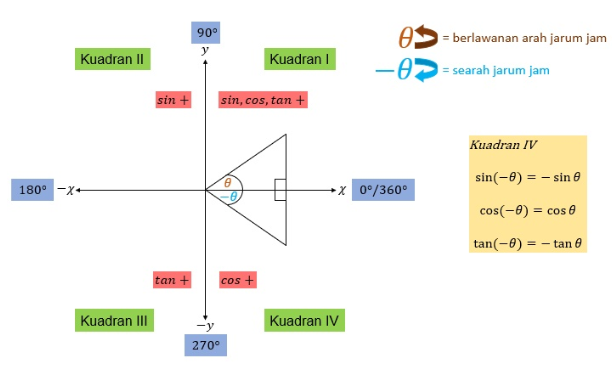 90°
y
Kuadran II
Kuadran I
θ = berlawanan arah jarum jam
−θ = searah jarum jam
sin +
sin, cos, tan +
180°
−x
θ
−θ
x
0°/360°
Kuadran IV
sin(−θ) = − sin θ
cos(−θ) = cos θ
tan(−θ) = − tan θ
tan +
cos +
Kuadran III
−y
Kuadran IV
270°